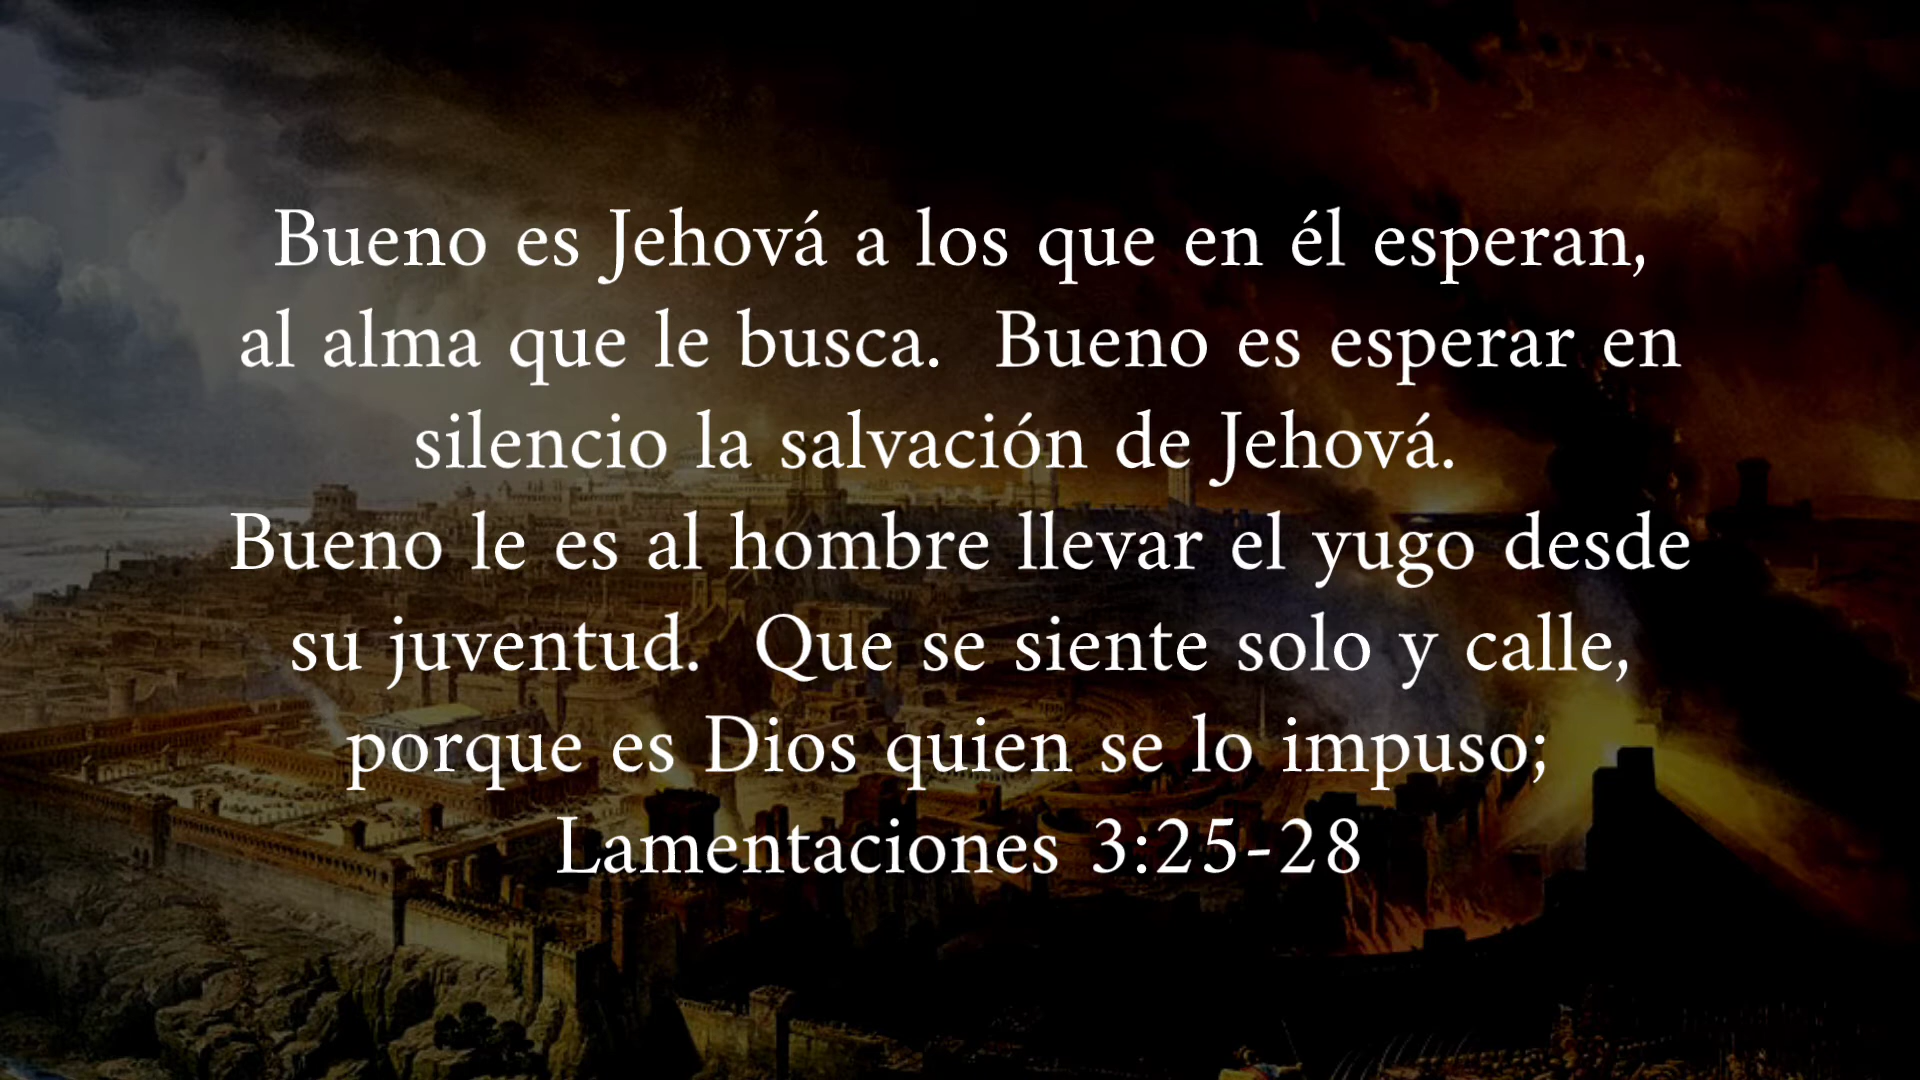 Bueno es Jehová a los que en él esperan,
al alma que le busca.  Bueno es esperar en
silencio la salvación de Jehová.
Bueno le es al hombre llevar el yugo desde
su juventud.  Que se siente solo y calle,
porque es Dios quien se lo impuso;
Lamentaciones 3:25-28